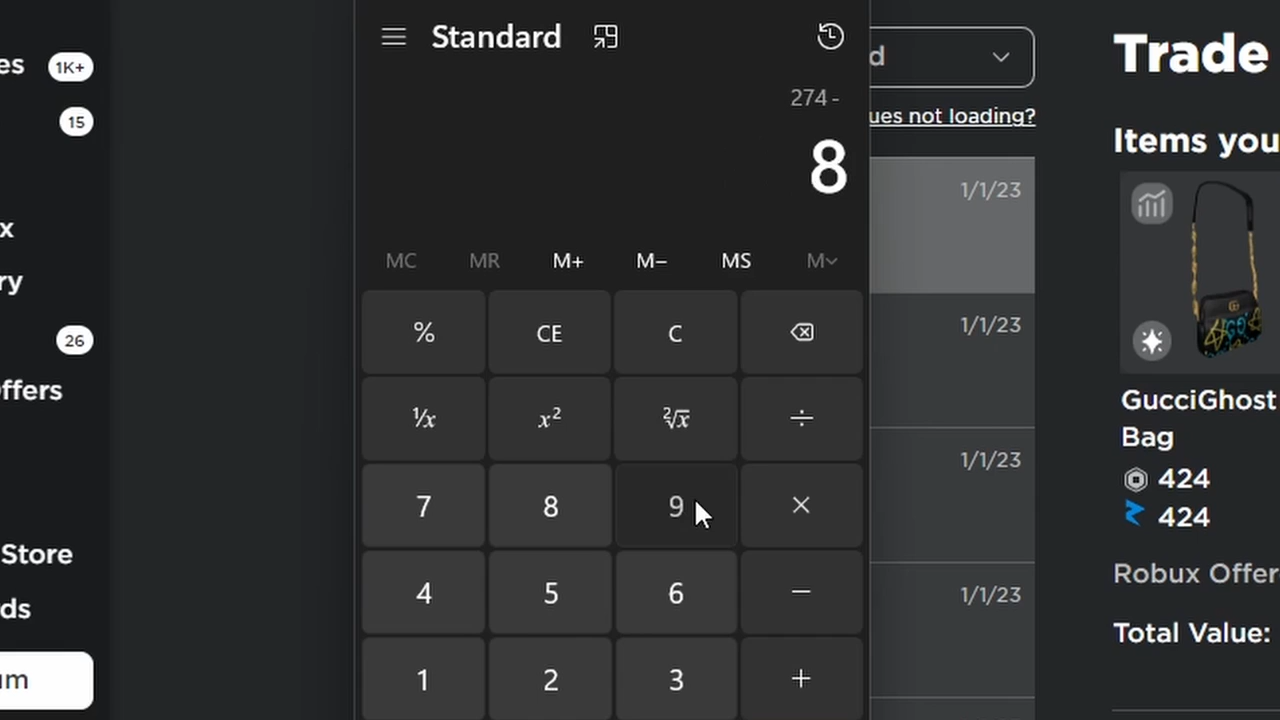 es 1K+
15
x
ry
26
ffers
Store
ds
um
Standard
274 -
8
MC MR M+ M− MS M
% CE C
¹/x x² ²√x ÷
7 8 9 ×
4 5 6 −
1 2 3 +
d
ues not loading?
1/1/23
1/1/23
1/1/23
1/1/23
Trade
Items you
GucciGhost
Bag
424
424
Robux Offer
Total Value: